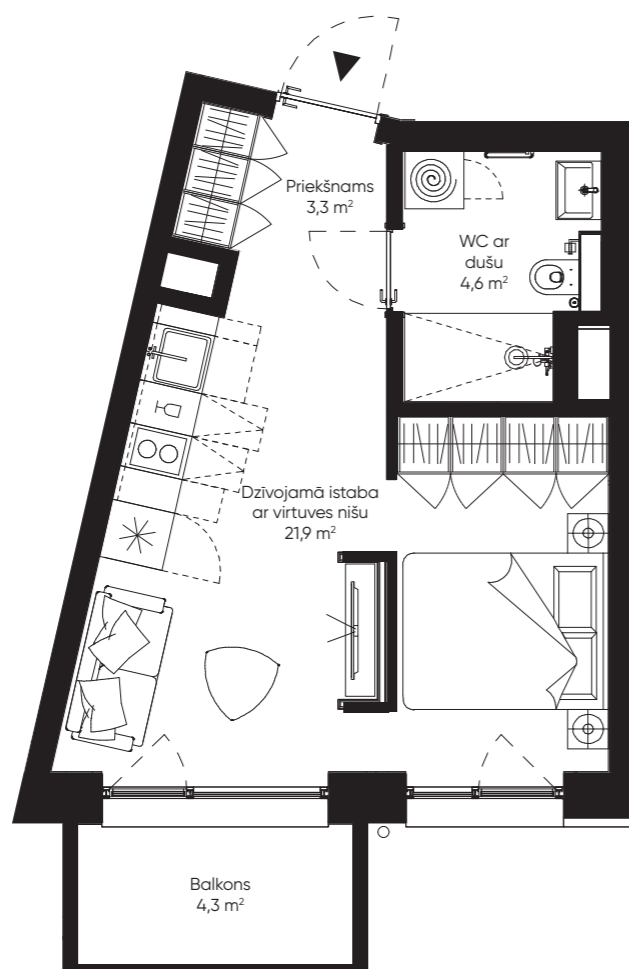 Priekšnams
3,3 m²
WC ar
dušu
4,6 m²
Dzīvojamā istaba
ar virtuves nišu
21,9 m²
Balkons
4,3 m²